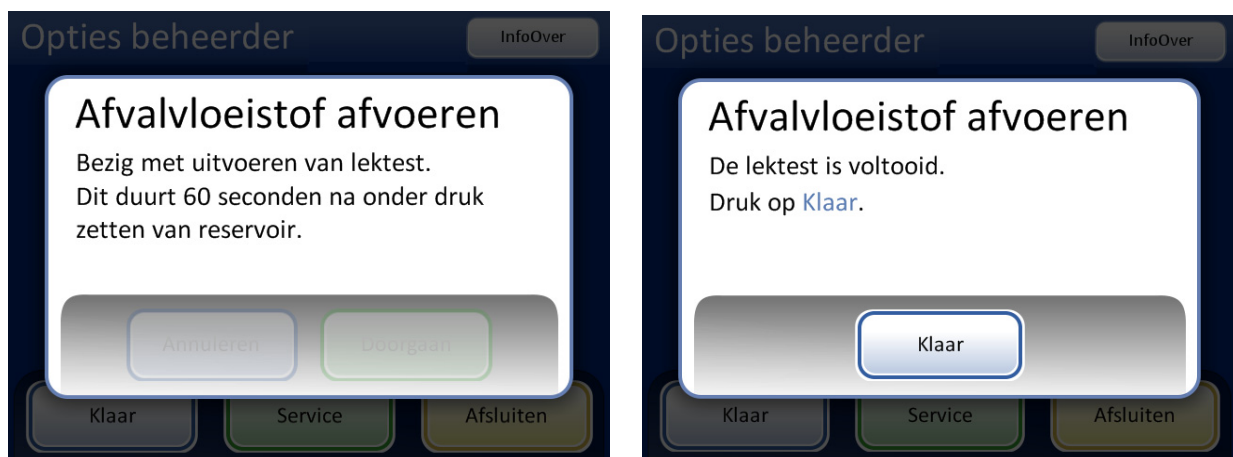 Opties beheerder
InfoOver
Afvalvloeistof afvoeren
Bezig met uitvoeren van lektest.
Dit duurt 60 seconden na onder druk
zetten van reservoir.
Annuleren
Doorgaan
Klaar
Service
Afsluiten
Opties beheerder
InfoOver
Afvalvloeistof afvoeren
De lektest is voltooid.
Druk op Klaar.
Klaar
Klaar
Service
Afsluiten